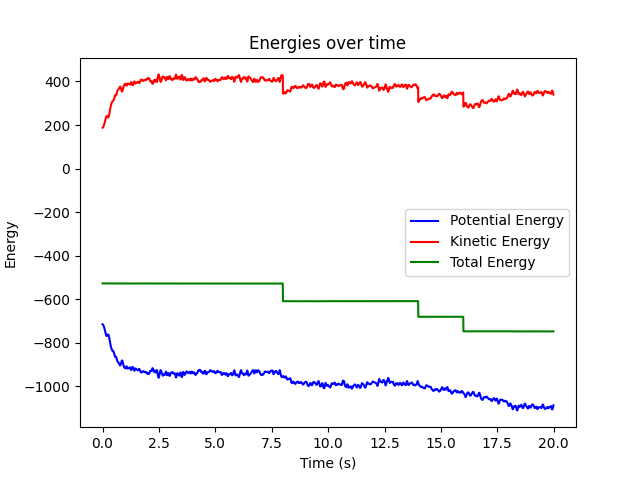 Energies over time
400
200
0
−200
−400
−600
−800
−1000
Energy
Potential Energy
Kinetic Energy
Total Energy
0.0 2.5 5.0 7.5 10.0 12.5 15.0 17.5 20.0
Time (s)